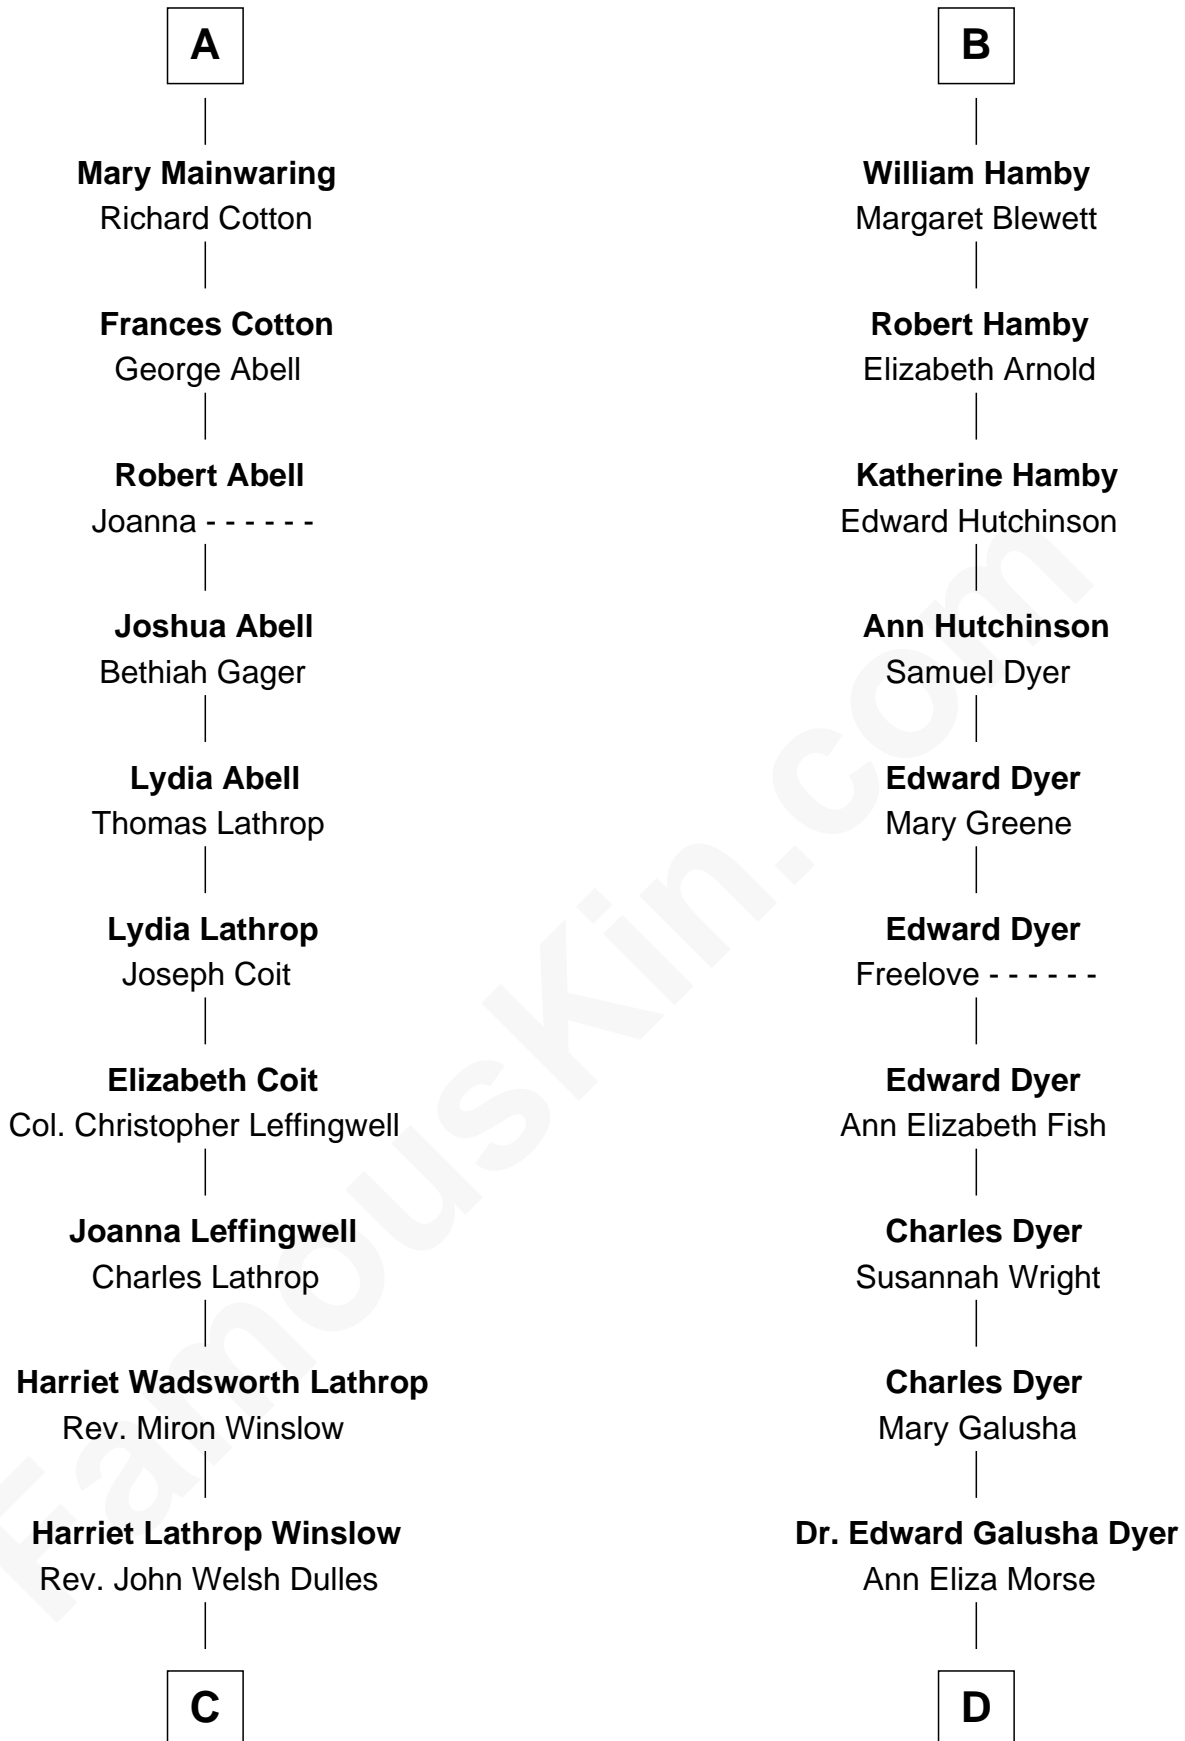 A
Mary Mainwaring
Richard Cotton
Frances Cotton
George Abell
Robert Abell
Joanna - - - - - -
Joshua Abell
Bethiah Gager
Lydia Abell
Thomas Lathrop
Lydia Lathrop
Joseph Coit
Elizabeth Coit
Col. Christopher Leffingwell
Joanna Leffingwell
Charles Lathrop
Harriet Wadsworth Lathrop
Rev. Miron Winslow
Harriet Lathrop Winslow
Rev. John Welsh Dulles
C
B
William Hamby
Margaret Blewett
Robert Hamby
Elizabeth Arnold
Katherine Hamby
Edward Hutchinson
Ann Hutchinson
Samuel Dyer
Edward Dyer
Mary Greene
Edward Dyer
Freelove - - - - - -
Edward Dyer
Ann Elizabeth Fish
Charles Dyer
Susannah Wright
Charles Dyer
Mary Galusha
Dr. Edward Galusha Dyer
Ann Eliza Morse
D
FamousKin.com